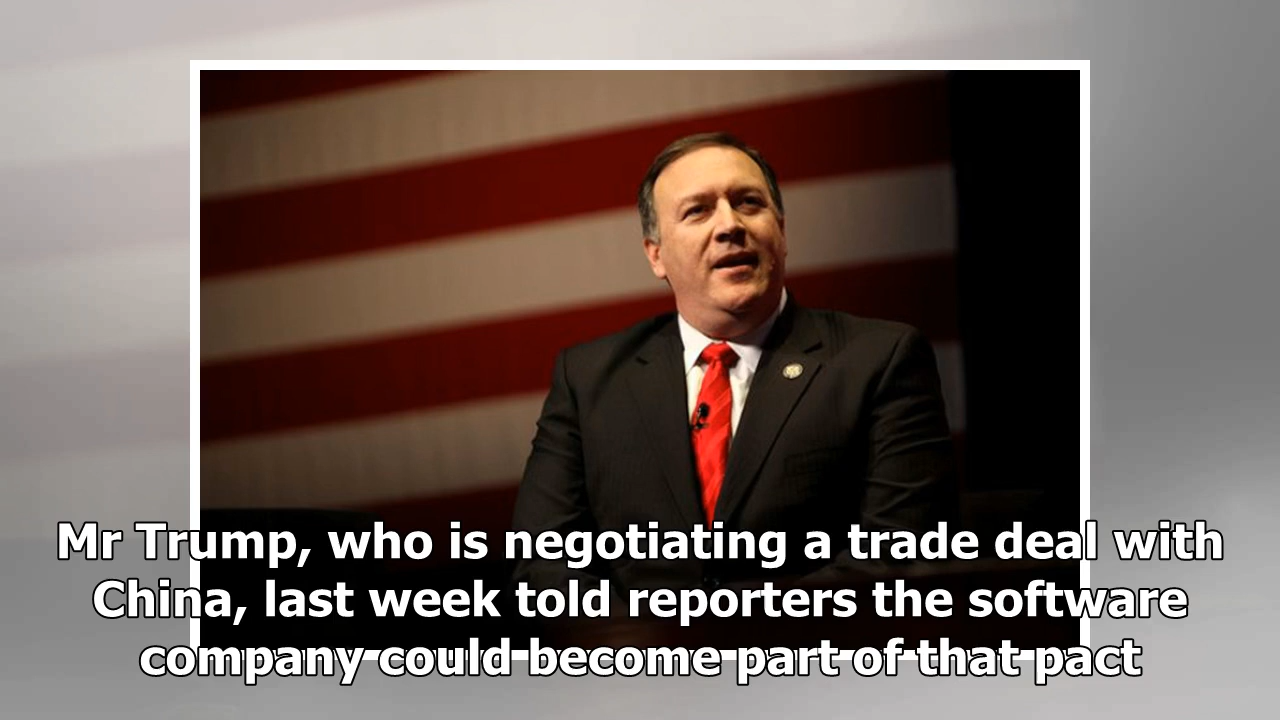 Mr Trump, who is negotiating a trade deal with
China, last week told reporters the software
company could become part of that pact